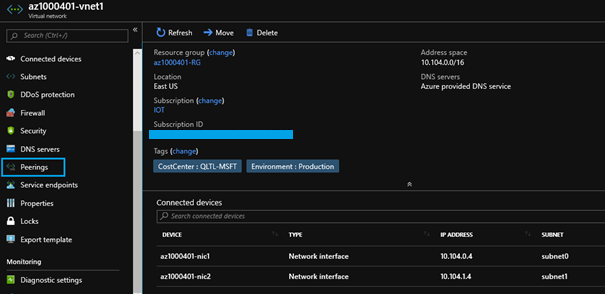 az1000401-vnet1
Virtual network
Search (Ctrl+/)
«
Connected devices
Subnets
DDoS protection
Firewall
Security
DNS servers
Peerings
Service endpoints
Properties
Locks
Export template
Monitoring
Diagnostic settings
Refresh Move Delete
Resource group (change)
az1000401-RG
Location
East US
Subscription (change)
IOT
Subscription ID
Address space
10.104.0.0/16
DNS servers
Azure provided DNS service
Tags (change)
CostCenter : QLTL-MSFT Environment : Production
Connected devices
Search connected devices
DEVICE TYPE IP ADDRESS SUBNET
az1000401-nic1 Network interface 10.104.0.4 subnet0
az1000401-nic2 Network interface 10.104.1.4 subnet1